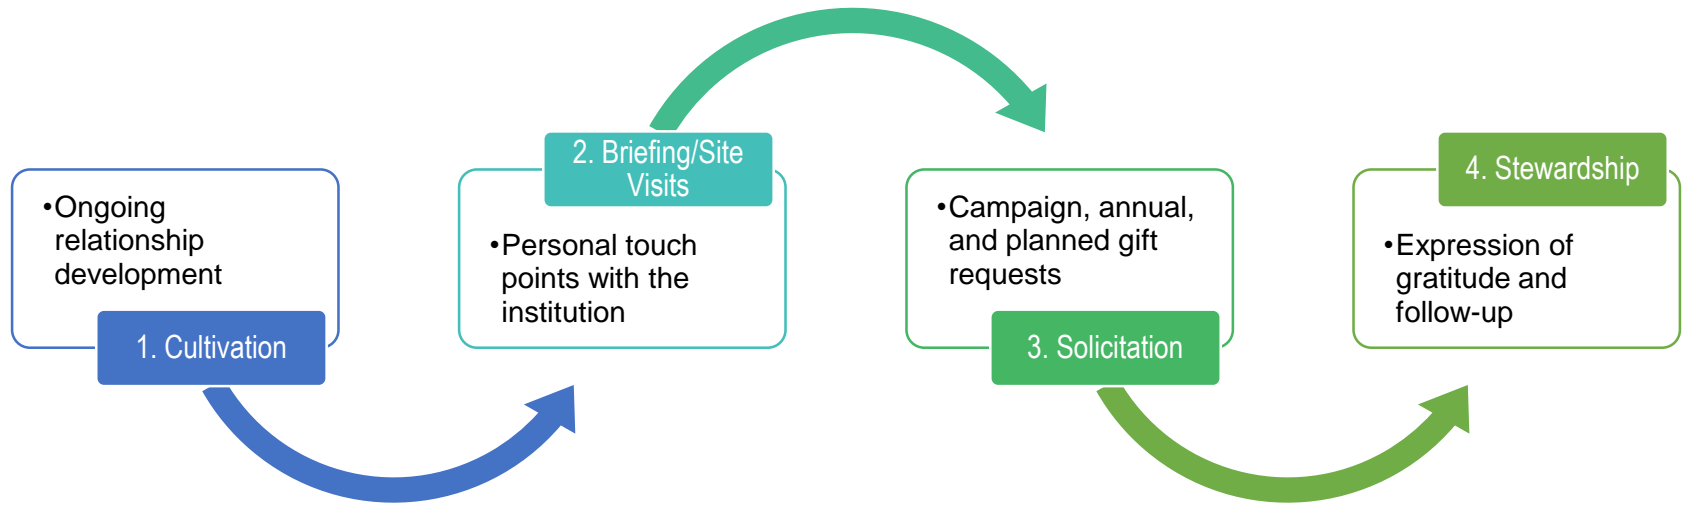 •Ongoing
relationship
development
1. Cultivation
2. Briefing/Site
Visits
•Personal touch
points with the
institution
•Campaign, annual,
and planned gift
requests
3. Solicitation
4. Stewardship
•Expression of
gratitude and
follow-up